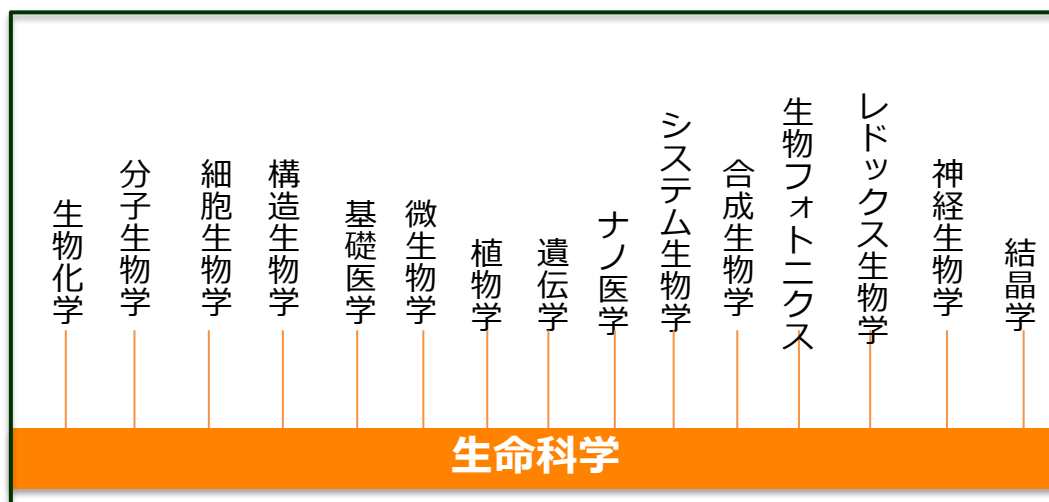 生物化学
分子生物学
細胞生物学
構造生物学
基礎医学
微生物学
植物学
遺伝学
ナノ医学
システム生物学
合成生物学
生物フォトニクス
レドックス生物学
神経生物学
結晶学
生命科学